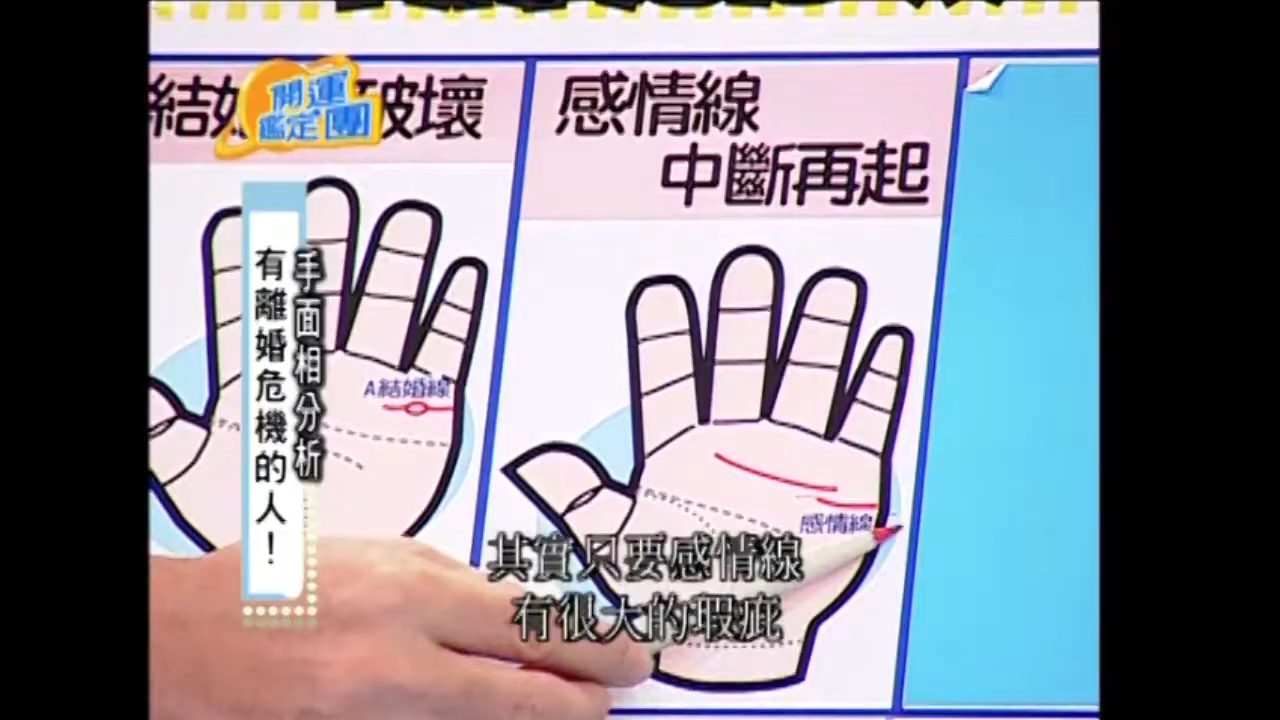 結 破壞
開運
鑑定團
感情線
中斷再起
手面相分析
有離婚危機的人！
A結婚線
感情線
其實只要感情線
有很大的瑕疵